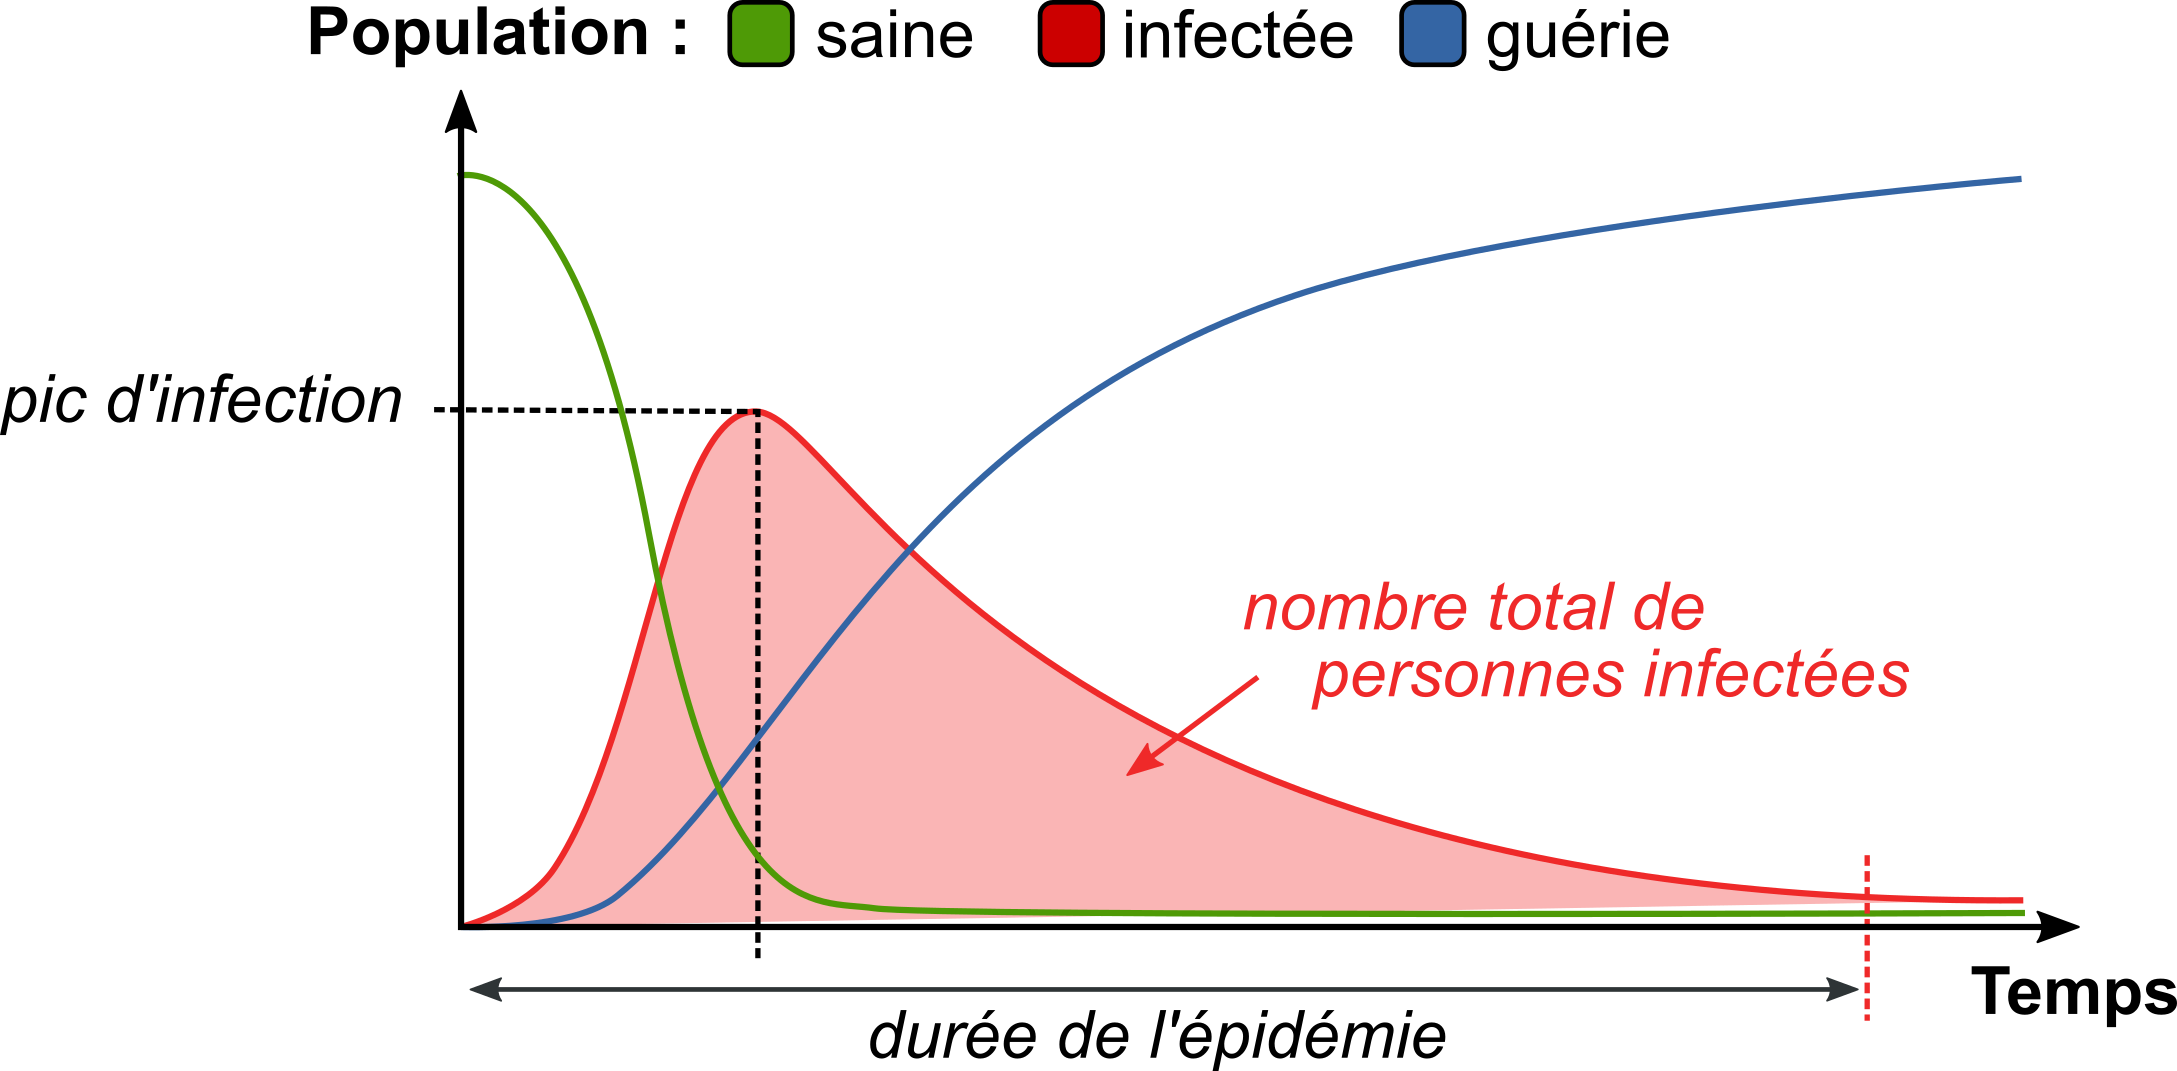 Population : saine infectée guérie
pic d'infection
nombre total de
personnes infectées
Temps
durée de l'épidémie